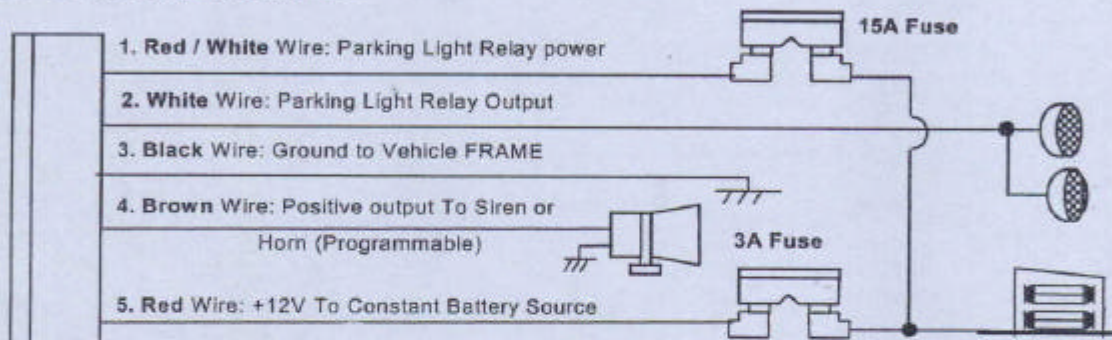 1. Red / White Wire: Parking Light Relay power
15A Fuse
2. White Wire: Parking Light Relay Output
3. Black Wire: Ground to Vehicle FRAME
4. Brown Wire: Positive output To Siren or
Horn (Programmable)
3A Fuse
5. Red Wire: +12V To Constant Battery Source